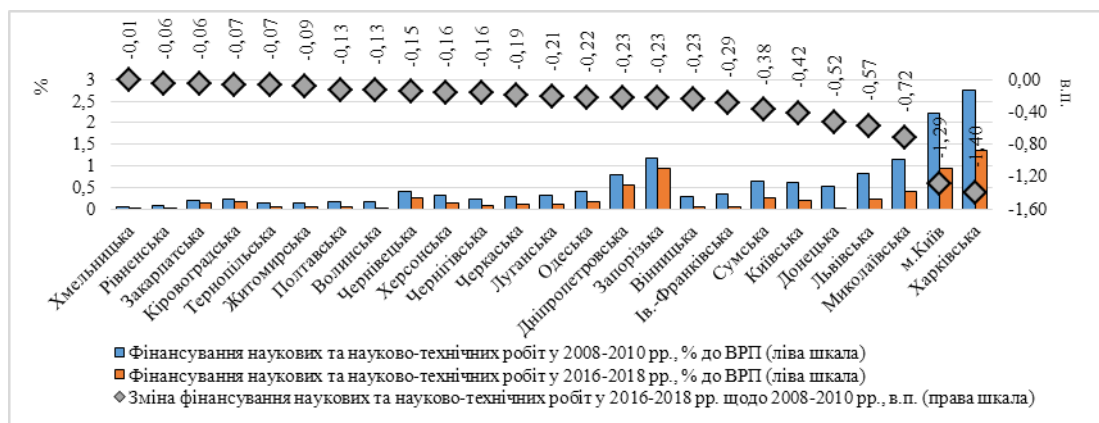 -0,01
-0,06
-0,06
-0,07
-0,07
-0,09
-0,13
-0,13
-0,15
-0,16
-0,16
-0,19
-0,21
-0,22
-0,23
-0,23
-0,23
-0,29
-0,38
-0,42
-0,52
-0,57
-0,72
-1,29
-1,40
%
3
2,5
2
1,5
1
0,5
0
0,00
-0,40
-0,80
-1,20
-1,60
в.п.
Хмельницька
Рівненська
Закарпатська
Кіровоградська
Тернопільська
Житомирська
Полтавська
Волинська
Чернівецька
Херсонська
Чернігівська
Черкаська
Луганська
Одеська
Дніпропетровська
Запорізька
Вінницька
Ів.-Франківська
Сумська
Київська
Донецька
Львівська
Миколаївська
м.Київ
Харківська
Фінансування наукових та науково-технічних робіт у 2008-2010 рр., % до ВРП (ліва шкала)
Фінансування наукових та науково-технічних робіт у 2016-2018 рр., % до ВРП (ліва шкала)
Зміна фінансування наукових та науково-технічних робіт у 2016-2018 рр. щодо 2008-2010 рр., в.п. (права шкала)